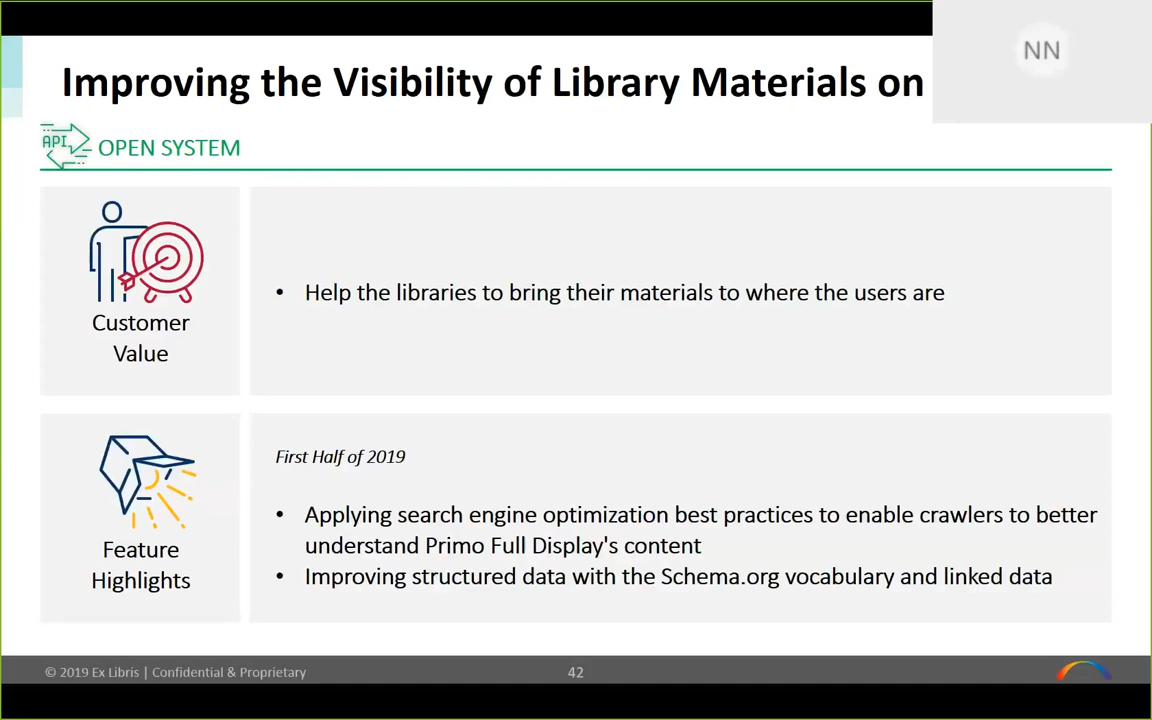 NN
Improving the Visibility of Library Materials on
API
OPEN SYSTEM
Customer
Value
• Help the libraries to bring their materials to where the users are
Feature
Highlights
First Half of 2019
• Applying search engine optimization best practices to enable crawlers to better
understand Primo Full Display's content
• Improving structured data with the Schema.org vocabulary and linked data
© 2019 Ex Libris | Confidential & Proprietary
42